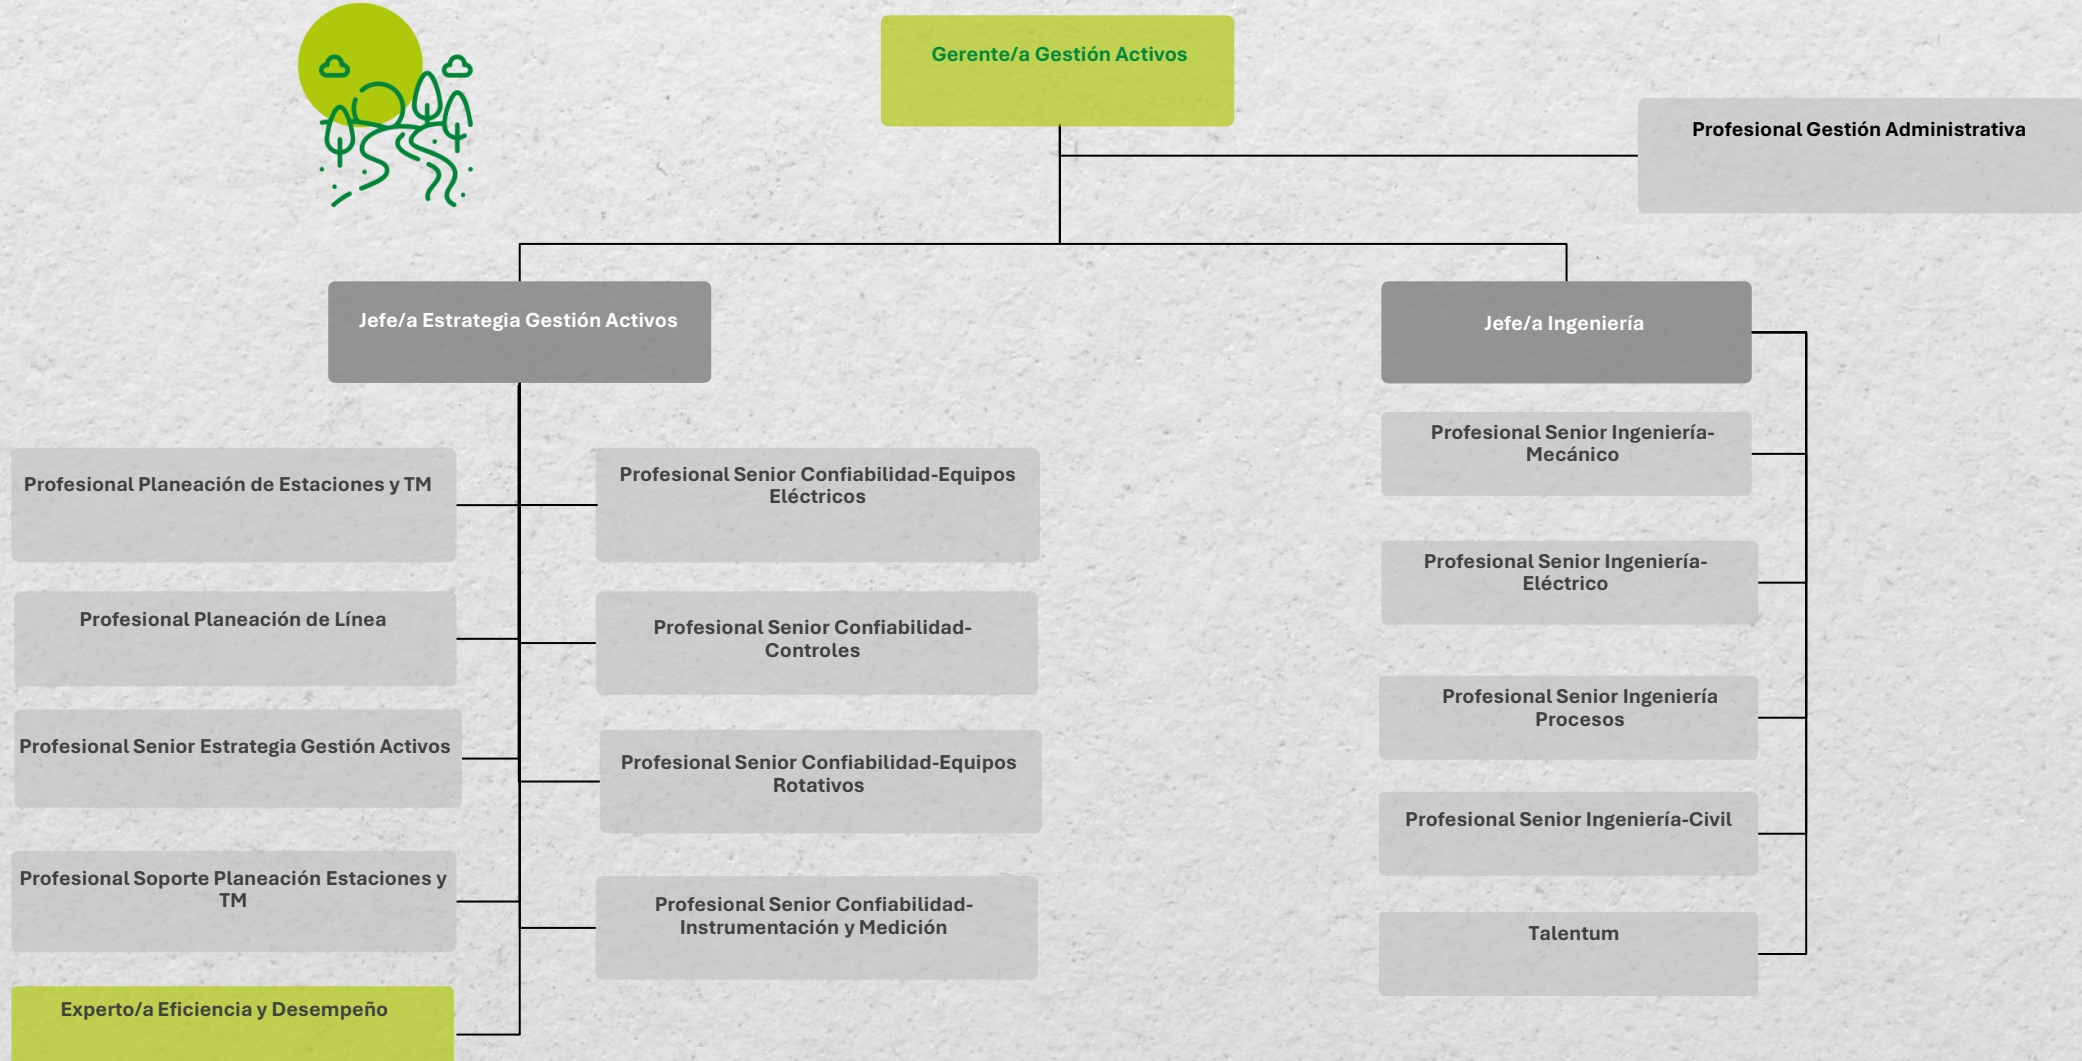 Gerente/a Gestión Activos
Profesional Gestión Administrativa
Jefe/a Estrategia Gestión Activos
Jefe/a Ingeniería
Profesional Planeación de Estaciones y TM
Profesional Planeación de Línea
Profesional Senior Estrategia Gestión Activos
Profesional Soporte Planeación Estaciones y
TM
Experto/a Eficiencia y Desempeño
Profesional Senior Confiabilidad-Equipos
Eléctricos
Profesional Senior Confiabilidad-
Controles
Profesional Senior Confiabilidad-Equipos
Rotativos
Profesional Senior Confiabilidad-
Instrumentación y Medición
Profesional Senior Ingeniería-
Mecánico
Profesional Senior Ingeniería-
Eléctrico
Profesional Senior Ingeniería
Procesos
Profesional Senior Ingeniería-Civil
Talentum